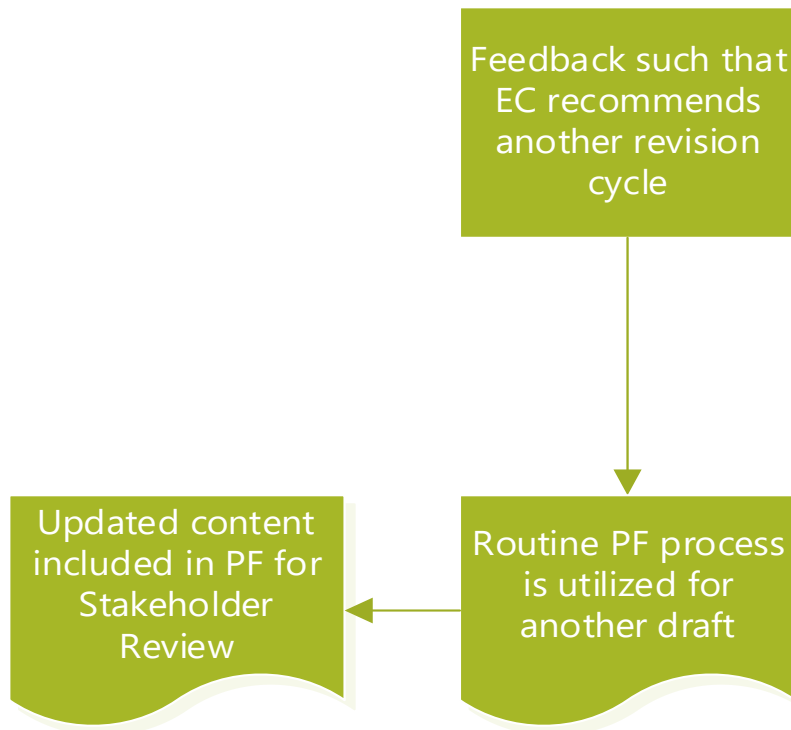 Feedback such that
EC recommends
another revision
cycle
Updated content
included in PF for
Stakeholder
Review
Routine PF process
is utilized for
another draft